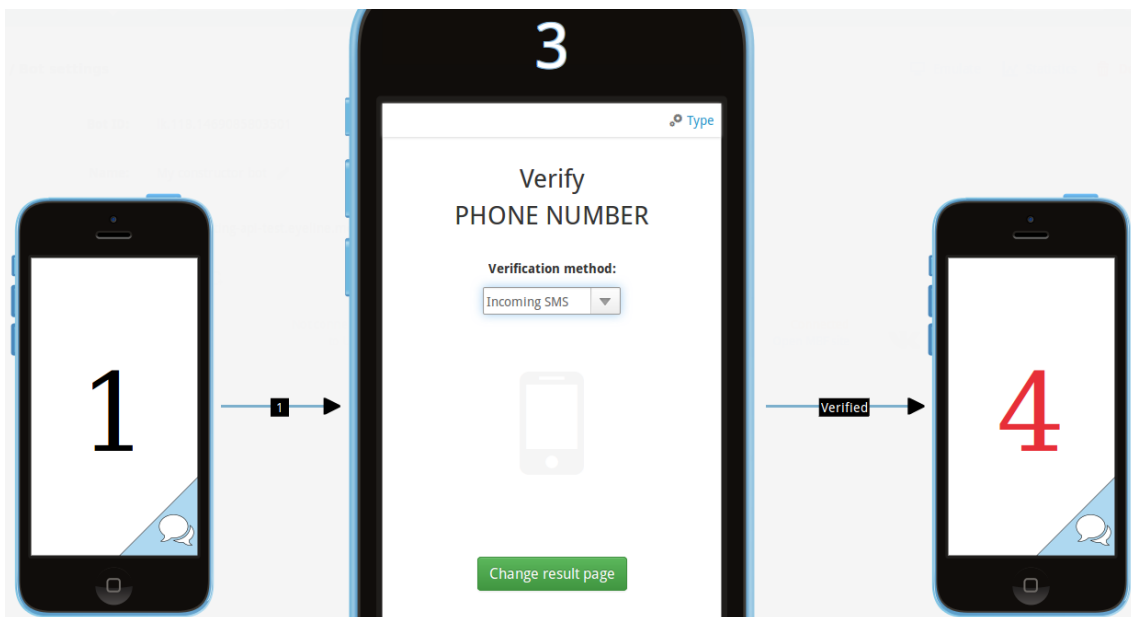 3
Type
Verify
PHONE NUMBER
Verification method:
Incoming SMS
1
1
Verified
4
Change result page